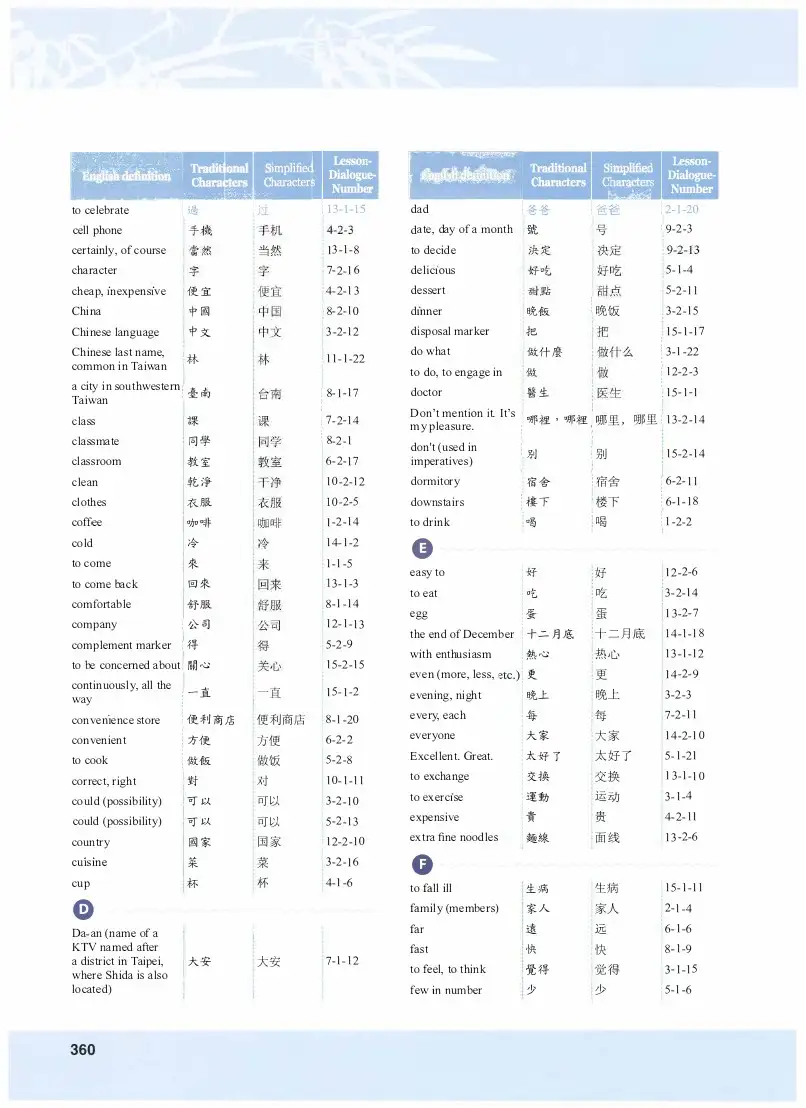 English definition Traditional Characters Simplified Characters Lesson-Dialogue-Number
to celebrate 過 过 13-1-15
cell phone 手機 手机 4-2-3
certainly, of course 當然 当然 13-1-8
character 字 字 7-2-16
cheap, inexpensive 便宜 便宜 4-2-13
China 中國 中国 8-2-10
Chinese language 中文 中文 3-2-12
Chinese last name, common in Taiwan 林 林 11-1-22
a city in southwestern Taiwan 臺南 台南 8-1-17
class 課 课 7-2-14
classmate 同學 同学 8-2-1
classroom 教室 教室 6-2-17
clean 乾淨 干净 10-2-12
clothes 衣服 衣服 10-2-5
coffee 咖啡 咖啡 1-2-14
cold 冷 冷 14-1-2
to come 來 来 1-1-5
to come back 回來 回来 13-1-3
comfortable 舒服 舒服 8-1-14
company 公司 公司 12-1-13
complement marker 得 得 5-2-9
to be concerned about 關心 关心 15-2-15
continuously, all the way 一直 一直 15-1-2
convenience store 便利商店 便利商店 8-1-20
convenient 方便 方便 6-2-2
to cook 做飯 做饭 5-2-8
correct, right 對 对 10-1-11
could (possibility) 可以 可以 3-2-10
could (possibility) 可以 可以 5-2-13
country 國家 国家 12-2-10
cuisine 菜 菜 3-2-16
cup 杯 杯 4-1-6
D
Da-an (name of a KTV named after a district in Taipei, where Shida is also located) 大安 大安 7-1-12
English definition Traditional Characters Simplified Characters Lesson-Dialogue-Number
dad 爸爸 爸爸 2-1-20
date, day of a month 號 号 9-2-3
to decide 決定 决定 9-2-13
delicious 好吃 好吃 5-1-4
dessert 甜點 甜点 5-2-11
dinner 晚飯 晚饭 3-2-15
disposal marker 把 把 15-1-17
do what 做什麼 做什么 3-1-22
to do, to engage in 做 做 12-2-3
doctor 醫生 医生 15-1-1
Don't mention it. It's my pleasure. 哪裡，哪裡 哪里，哪里 13-2-14
don't (used in imperatives) 別 别 15-2-14
dormitory 宿舍 宿舍 6-2-11
downstairs 樓下 楼下 6-1-18
to drink 喝 喝 1-2-2
E
easy to 好 好 12-2-6
to eat 吃 吃 3-2-14
egg 蛋 蛋 13-2-7
the end of December 十二月底 十二月底 14-1-18
with enthusiasm 熱心 热心 13-1-12
even (more, less, etc.) 更 更 14-2-9
evening, night 晚上 晚上 3-2-3
every, each 每 每 7-2-11
everyone 大家 大家 14-2-10
Excellent. Great. 太好了 太好了 5-1-21
to exchange 交換 交换 13-1-10
to exercise 運動 运动 3-1-4
expensive 貴 贵 4-2-11
extra fine noodles 麵線 面线 13-2-6
F
to fall ill 生病 生病 15-1-11
family (members) 家人 家人 2-1-4
far 遠 远 6-1-6
fast 快 快 8-1-9
to feel, to think 覺得 觉得 3-1-15
few in number 少 少 5-1-6
360